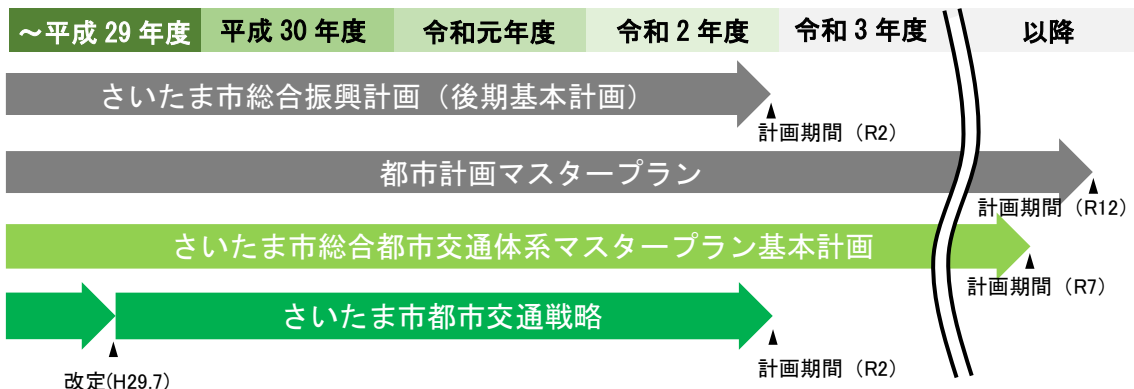 ～平成 29 年度 平成 30 年度 令和元年度 令和 2 年度 令和 3 年度 以降
さいたま市総合振興計画（後期基本計画）
計画期間（R2）
都市計画マスタープラン
計画期間（R12）
さいたま市総合都市交通体系マスタープラン基本計画
計画期間（R7）
さいたま市都市交通戦略
計画期間（R2）
改定(H29.7)